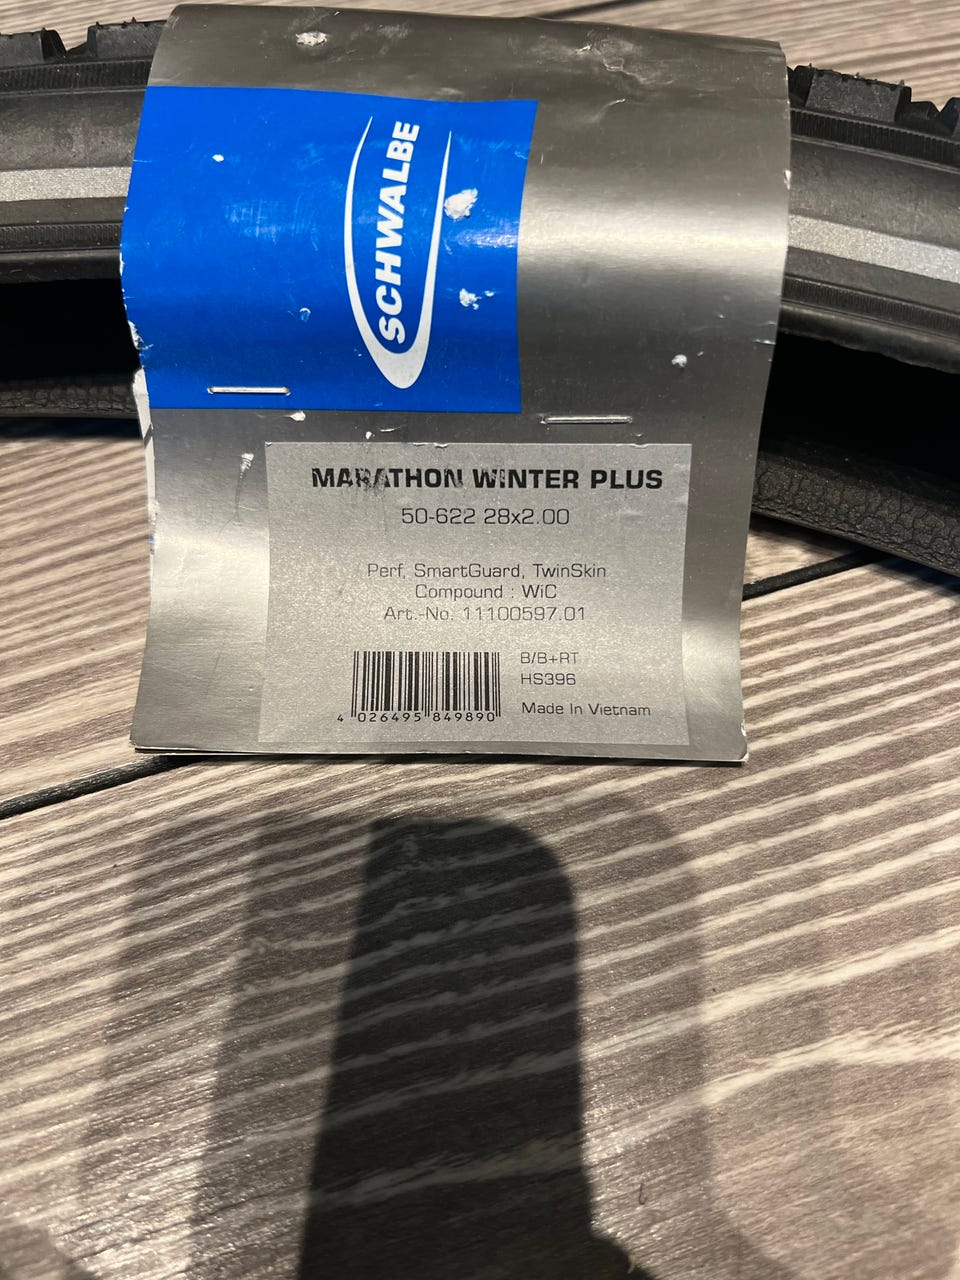 SCHWALBE
MARATHON WINTER PLUS
50-622 28x2.00
Perf, SmartGuard, TwinSkin
Compound : WiC
Art.-No. 11100597.01
B/B+RT
HS396
Made In Vietnam
4 026495 849890